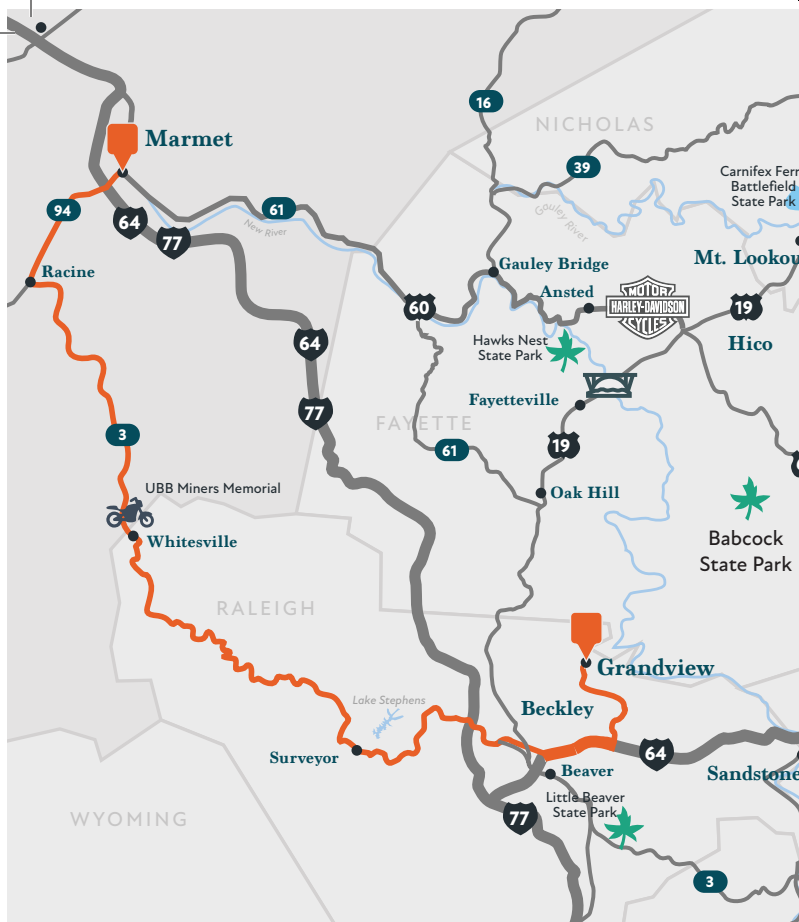 16
NICHOLAS
Marmet
39
Carnifex Ferr
Battlefield
State Park
94
61
64
77
New River
Gauley River
Mt. Lookou
Racine
Gauley Bridge
Ansted
MOTOR
HARLEY-DAVIDSON
CYCLES
60
19
64
Hawks Nest
State Park
Hico
77
Fayetteville
FAYETTE
3
61
19
UBB Miners Memorial
Oak Hill
Whitesville
Babcock
State Park
RALEIGH
Grandview
Lake Stephens
Beckley
Surveyor
64
Beaver
Sandstone
Little Beaver
State Park
77
WYOMING
3